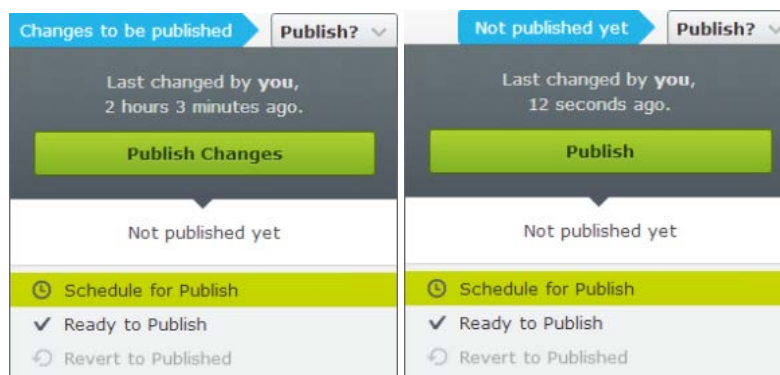 Changes to be published
Publish?
Last changed by you,
2 hours 3 minutes ago.
Publish Changes
Not published yet
Schedule for Publish
Ready to Publish
Revert to Published
Not published yet
Publish?
Last changed by you,
12 seconds ago.
Publish
Not published yet
Schedule for Publish
Ready to Publish
Revert to Published